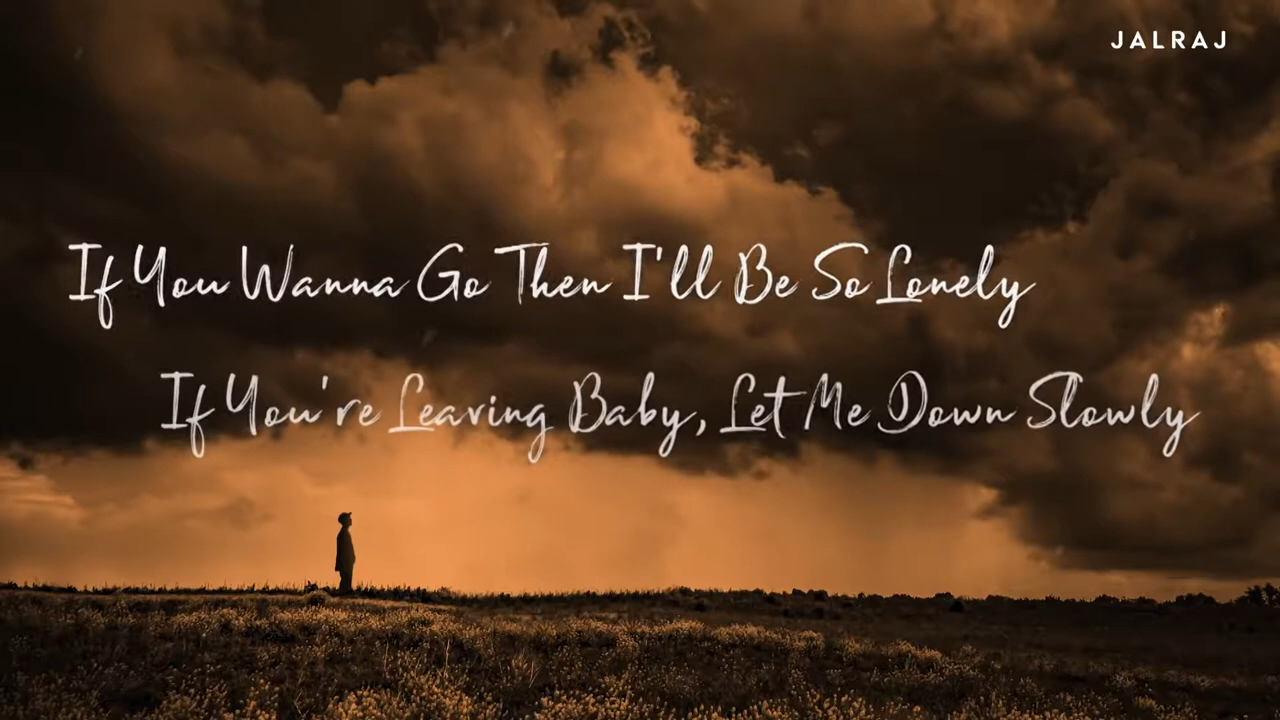 JALRAJ
If You Wanna Go Then I'll Be So Lonely
If You're Leaving Baby, Let Me Down Slowly